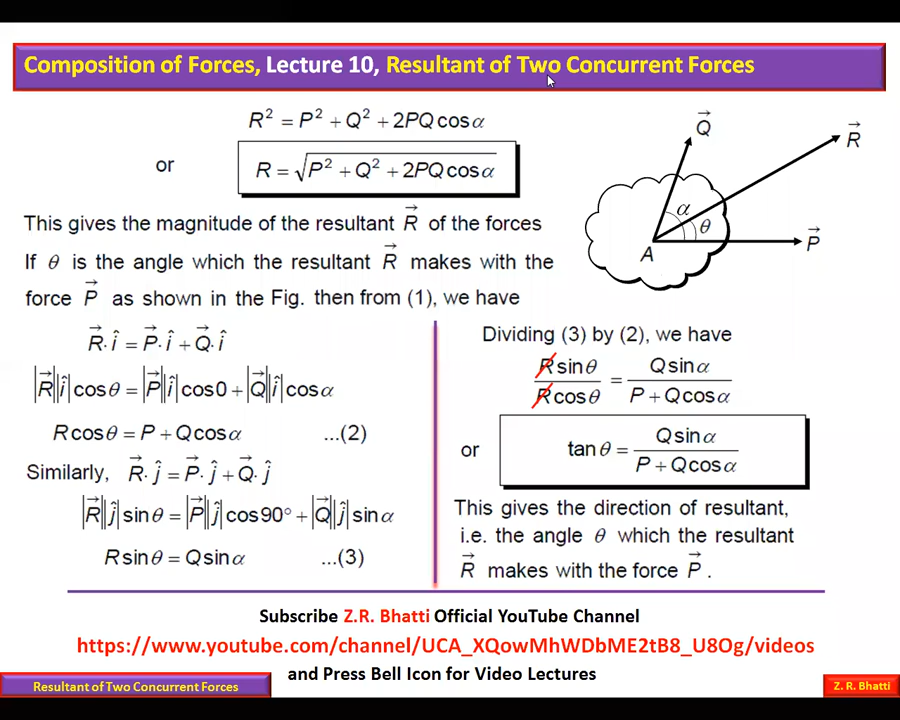 Composition of Forces, Lecture 10, Resultant of Two Concurrent Forces
R² = P² + Q² + 2PQ cos α
or R = √(P² + Q² + 2PQ cos α)
This gives the magnitude of the resultant R⃗ of the forces
If θ is the angle which the resultant R⃗ makes with the
force P⃗ as shown in the Fig. then from (1), we have
Q⃗
R⃗
α
θ
P⃗
A
R⃗·î = P⃗·î + Q⃗·î
|R⃗||î| cos θ = |P⃗||î| cos 0 + |Q⃗||î| cos α
R cos θ = P + Q cos α ...(2)
Similarly, R⃗·ĵ = P⃗·ĵ + Q⃗·ĵ
|R⃗||ĵ| sin θ = |P⃗||ĵ| cos 90° + |Q⃗||ĵ| sin α
R sin θ = Q sin α ...(3)
Dividing (3) by (2), we have
R sin θ / R cos θ = Q sin α / P + Q cos α
or tan θ = Q sin α / P + Q cos α
This gives the direction of resultant,
i.e. the angle θ which the resultant
R⃗ makes with the force P⃗.
Subscribe Z.R. Bhatti Official YouTube Channel
https://www.youtube.com/channel/UCA_XQowMhWDbME2tB8_U8Og/videos
and Press Bell Icon for Video Lectures
Resultant of Two Concurrent Forces
Z. R. Bhatti